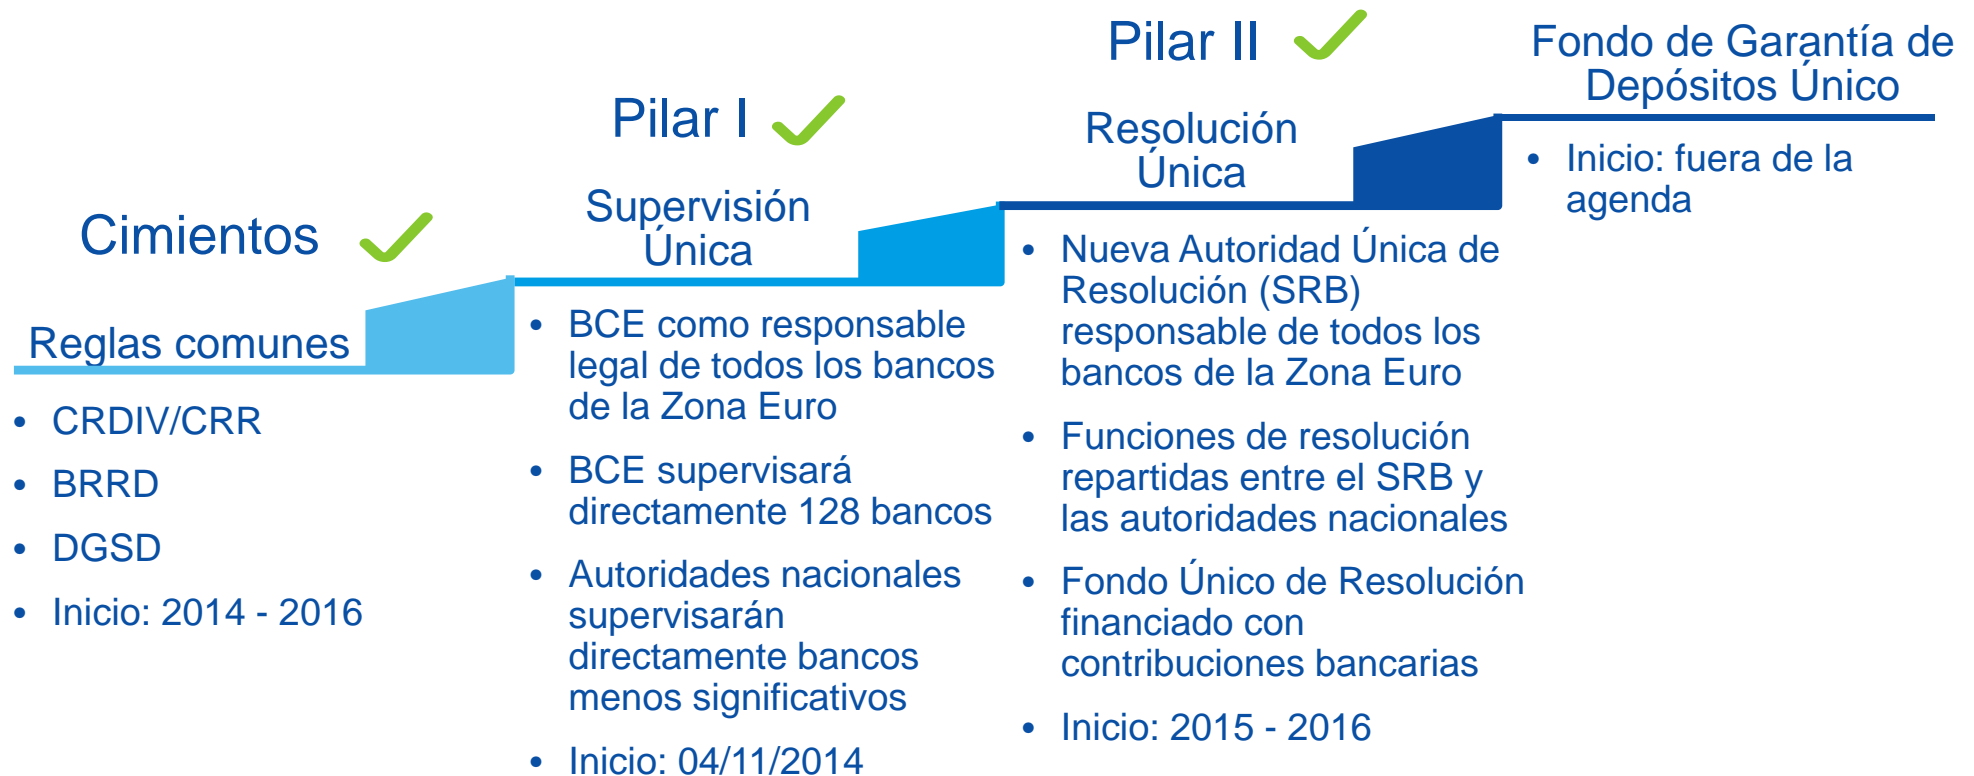 Cimientos
Reglas comunes
• CRDIV/CRR
• BRRD
• DGSD
• Inicio: 2014 - 2016
Pilar I
Supervisión
Única
• BCE como responsable
legal de todos los bancos
de la Zona Euro
• BCE supervisará
directamente 128 bancos
• Autoridades nacionales
supervisarán
directamente bancos
menos significativos
• Inicio: 04/11/2014
Pilar II
Resolución
Única
• Nueva Autoridad Única de
Resolución (SRB)
responsable de todos los
bancos de la Zona Euro
• Funciones de resolución
repartidas entre el SRB y
las autoridades nacionales
• Fondo Único de Resolución
financiado con
contribuciones bancarias
• Inicio: 2015 - 2016
Fondo de Garantía de
Depósitos Único
• Inicio: fuera de la
agenda